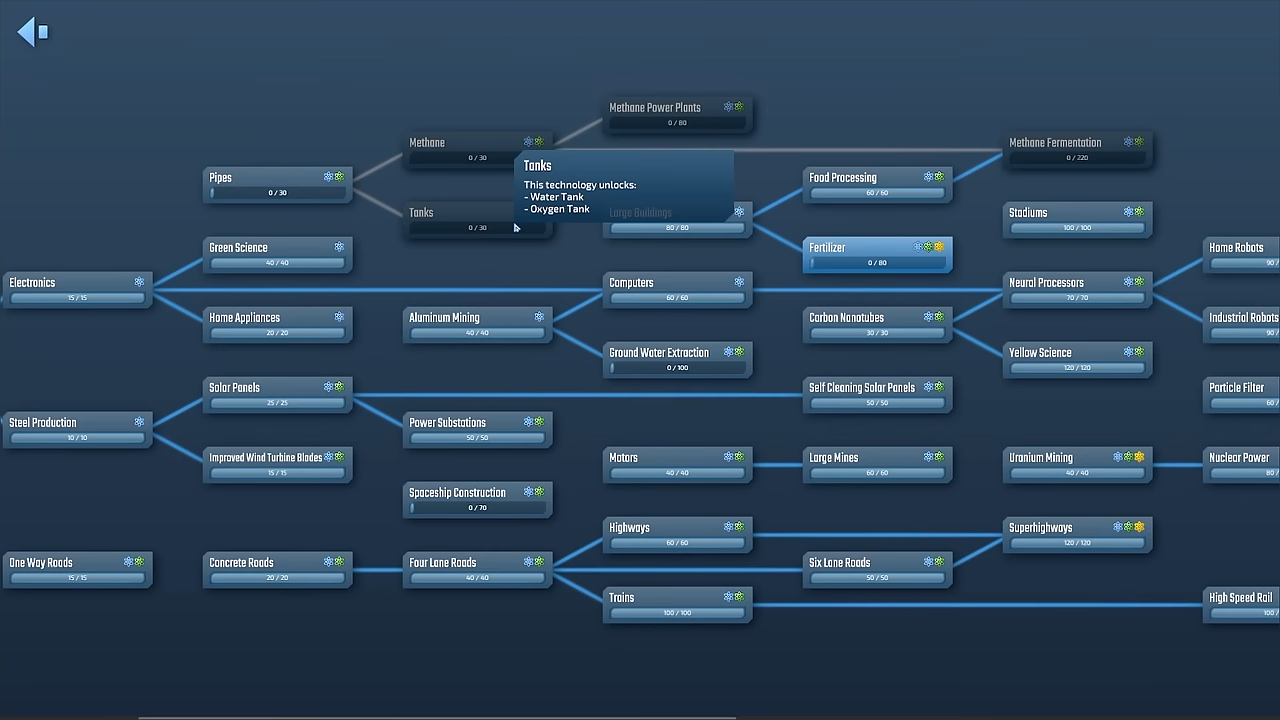 Methane Power Plants
0 / 80
Methane
0 / 30
Methane Fermentation
0 / 220
Tanks
This technology unlocks:
- Water Tank
- Oxygen Tank
Pipes
0 / 30
Food Processing
60 / 60
Tanks
0 / 30
Large Buildings
80 / 80
Stadiums
100 / 100
Green Science
40 / 40
Fertilizer
0 / 80
Home Robots
90 /
Electronics
15 / 15
Computers
60 / 60
Neural Processors
70 / 70
Home Appliances
20 / 20
Aluminum Mining
40 / 40
Carbon Nanotubes
30 / 30
Industrial Robots
90 /
Ground Water Extraction
0 / 100
Yellow Science
120 / 120
Solar Panels
25 / 25
Self Cleaning Solar Panels
50 / 50
Particle Filter
60 /
Steel Production
10 / 10
Power Substations
50 / 50
Improved Wind Turbine Blades
15 / 15
Motors
40 / 40
Large Mines
60 / 60
Uranium Mining
40 / 40
Nuclear Power
80 /
Spaceship Construction
0 / 70
Highways
60 / 60
Superhighways
120 / 120
One Way Roads
15 / 15
Concrete Roads
20 / 20
Four Lane Roads
40 / 40
Six Lane Roads
50 / 50
Trains
100 / 100
High Speed Rail
100 /